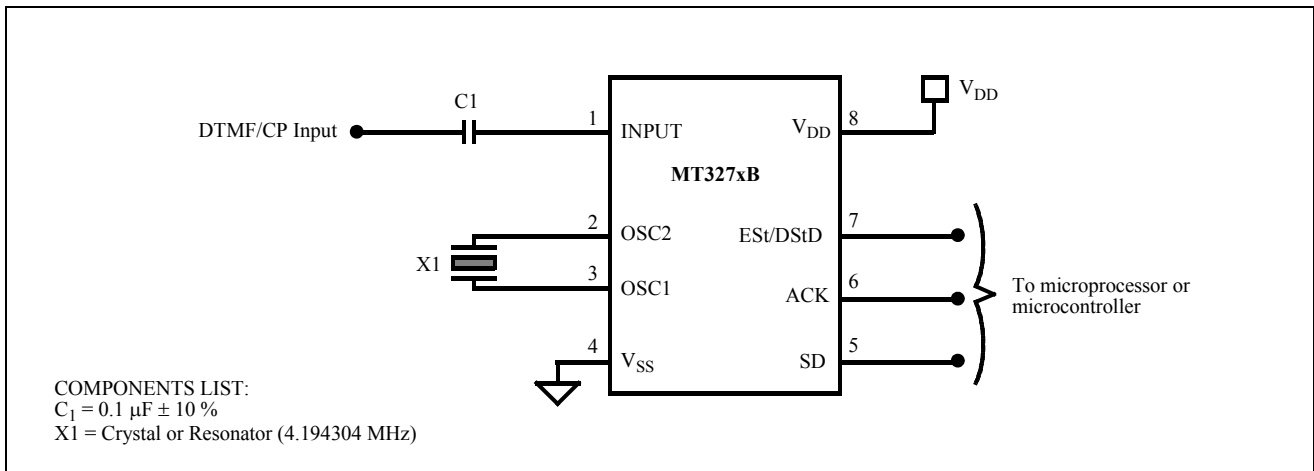 C1
DTMF/CP Input
1
INPUT
V_DD
8
V_DD
MT327xB
2
OSC2
ESt/DStD
7
X1
3
OSC1
ACK
6
To microprocessor or
microcontroller
4
V_SS
SD
5
COMPONENTS LIST:
C_1 = 0.1 µF ± 10 %
X1 = Crystal or Resonator (4.194304 MHz)